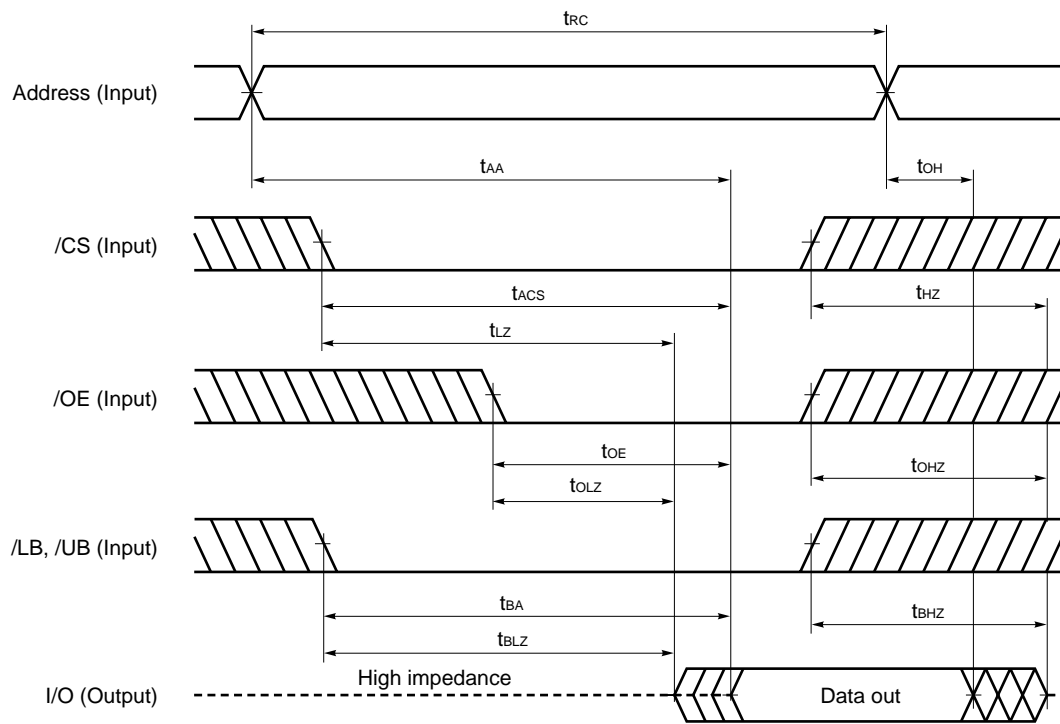 tRC
Address (Input)
tAA
tOH
/CS (Input)
tACS
tHZ
tLZ
/OE (Input)
tOE
tOHZ
tOLZ
/LB, /UB (Input)
tBA
tBHZ
tBLZ
High impedance
I/O (Output)
Data out